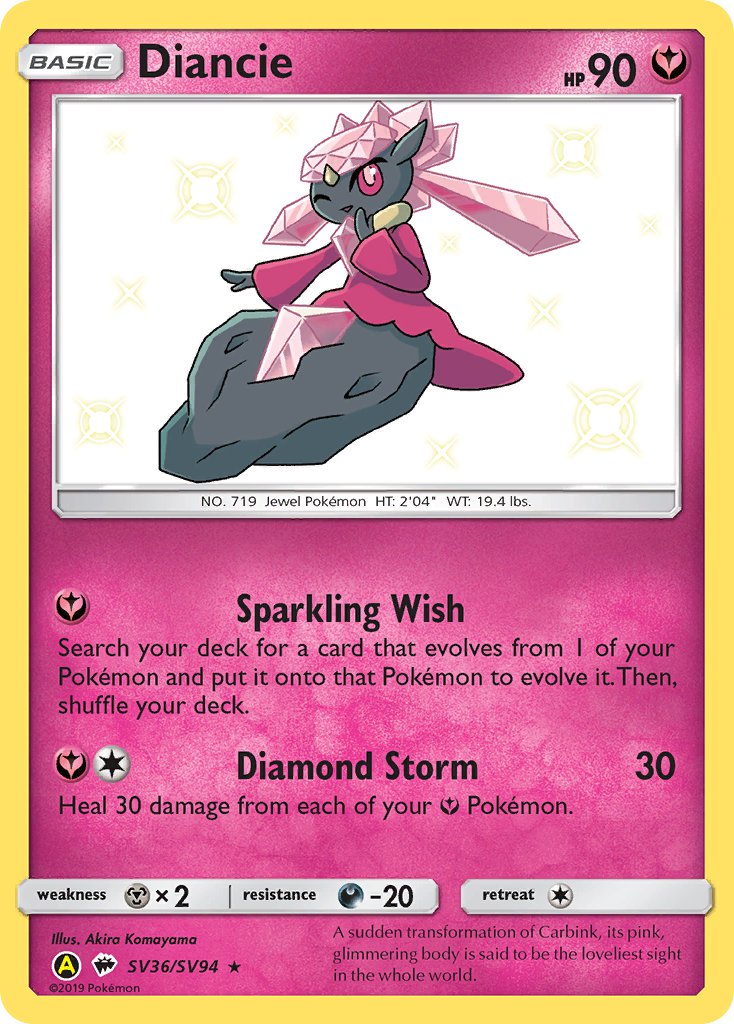 BASIC Diancie HP 90
NO. 719 Jewel Pokémon HT: 2'04" WT: 19.4 lbs.
Sparkling Wish
Search your deck for a card that evolves from 1 of your
Pokémon and put it onto that Pokémon to evolve it. Then,
shuffle your deck.
Diamond Storm 30
Heal 30 damage from each of your Pokémon.
weakness ×2 resistance -20 retreat
Illus. Akira Komayama
A SV36/SV94 ★
©2019 Pokémon
A sudden transformation of Carbink, its pink,
glimmering body is said to be the loveliest sight
in the whole world.